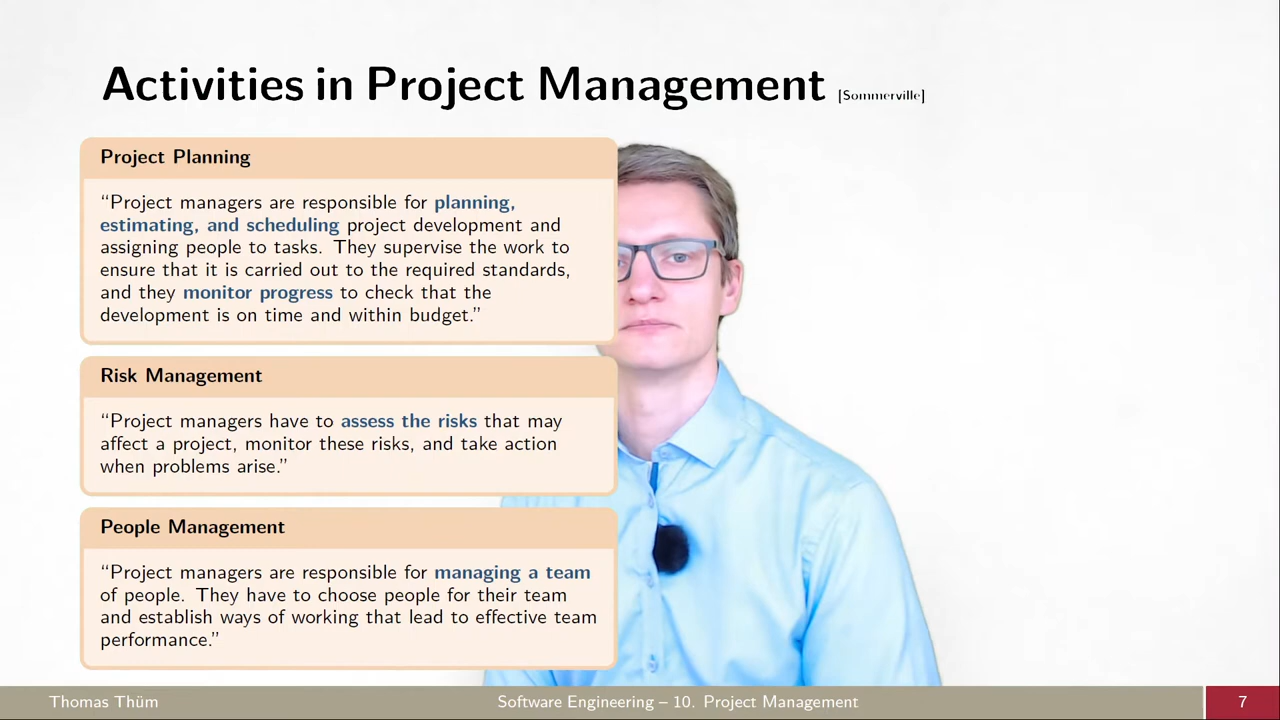 Activities in Project Management [Sommerville]
Project Planning
“Project managers are responsible for planning,
estimating, and scheduling project development and
assigning people to tasks. They supervise the work to
ensure that it is carried out to the required standards,
and they monitor progress to check that the
development is on time and within budget.”
Risk Management
“Project managers have to assess the risks that may
affect a project, monitor these risks, and take action
when problems arise.”
People Management
“Project managers are responsible for managing a team
of people. They have to choose people for their team
and establish ways of working that lead to effective team
performance.”
Thomas Thüm
Software Engineering – 10. Project Management
7